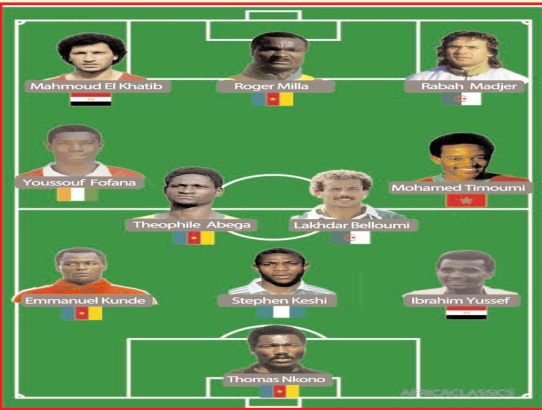 Mahmoud El Khatib
Roger Milla
Rabah Madjer
Youssouf Fofana
Mohamed Timoumi
Theophile Abega
Lakhdar Belloumi
Emmanuel Kunde
Stephen Keshi
Ibrahim Yussef
Thomas Nkono
AFRICACLASSICS